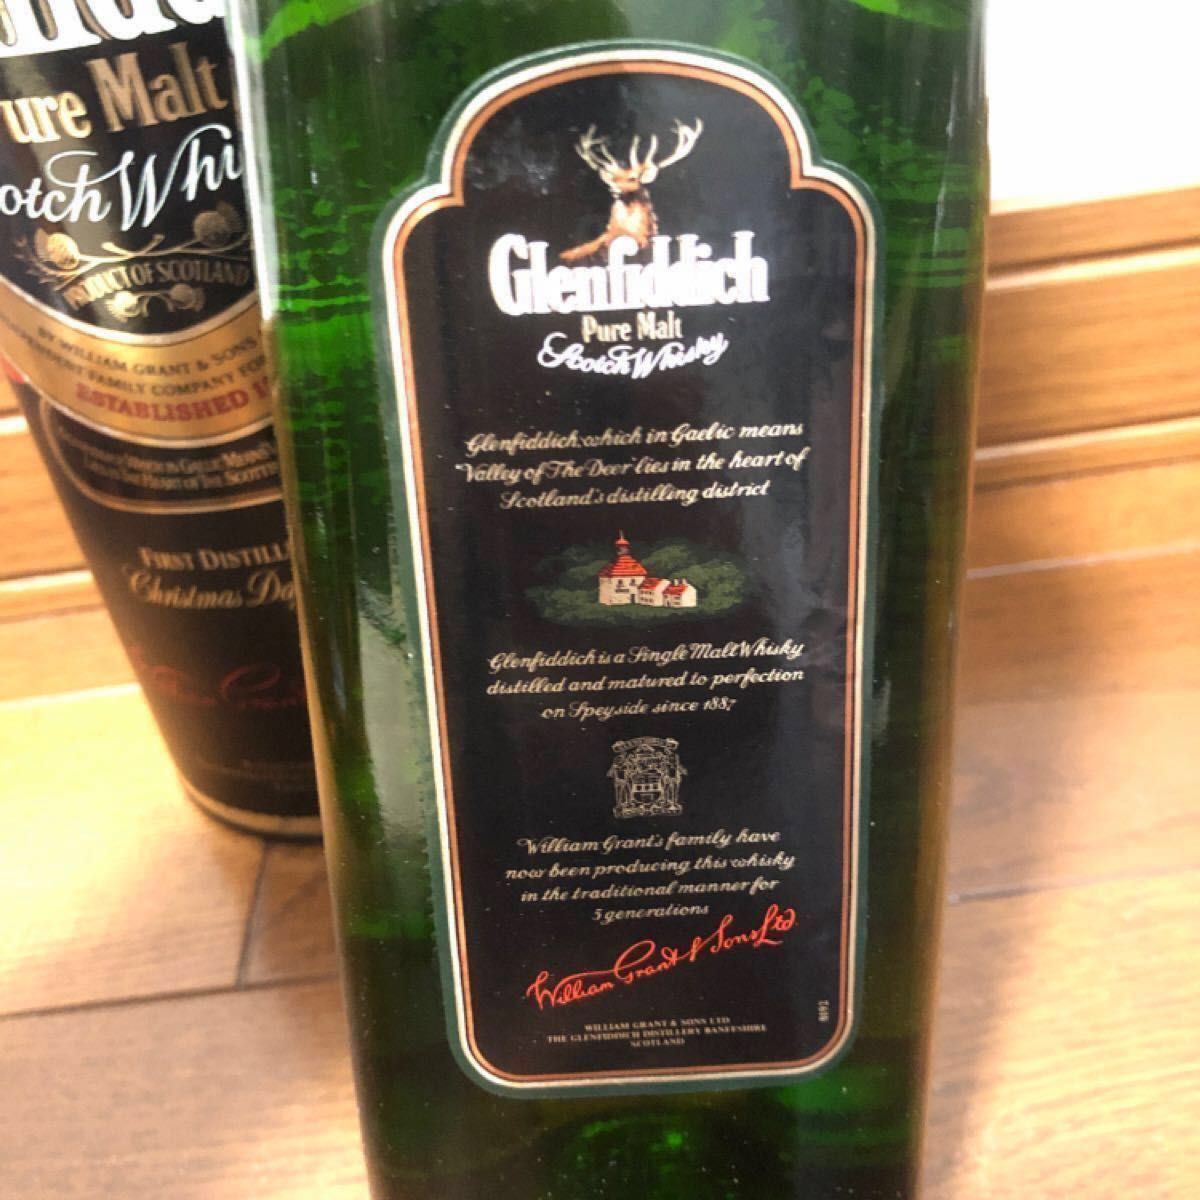 Pure Malt
Scotch Whi
PRODUCT OF SCOTLAND
BY WILLIAM GRANT & SONS
FAMILY COMPANY FOR
ESTABLISHED
FIRST DISTILL
Christmas Da
Glenfiddich
Pure Malt
Scotch Whisky
Glenfiddich, which in Gaelic means
"Valley of The Deer" lies in the heart of
Scotland's distilling district
Glenfiddich is a Single Malt Whisky
distilled and matured to perfection
on Speyside since 1887
William Grant's family have
now been producing this whisky
in the traditional manner for
5 generations
William Grant & Sons Ltd.
WILLIAM GRANT & SONS LTD
THE GLENFIDDICH DISTILLERY BANFFSHIRE
SCOTLAND